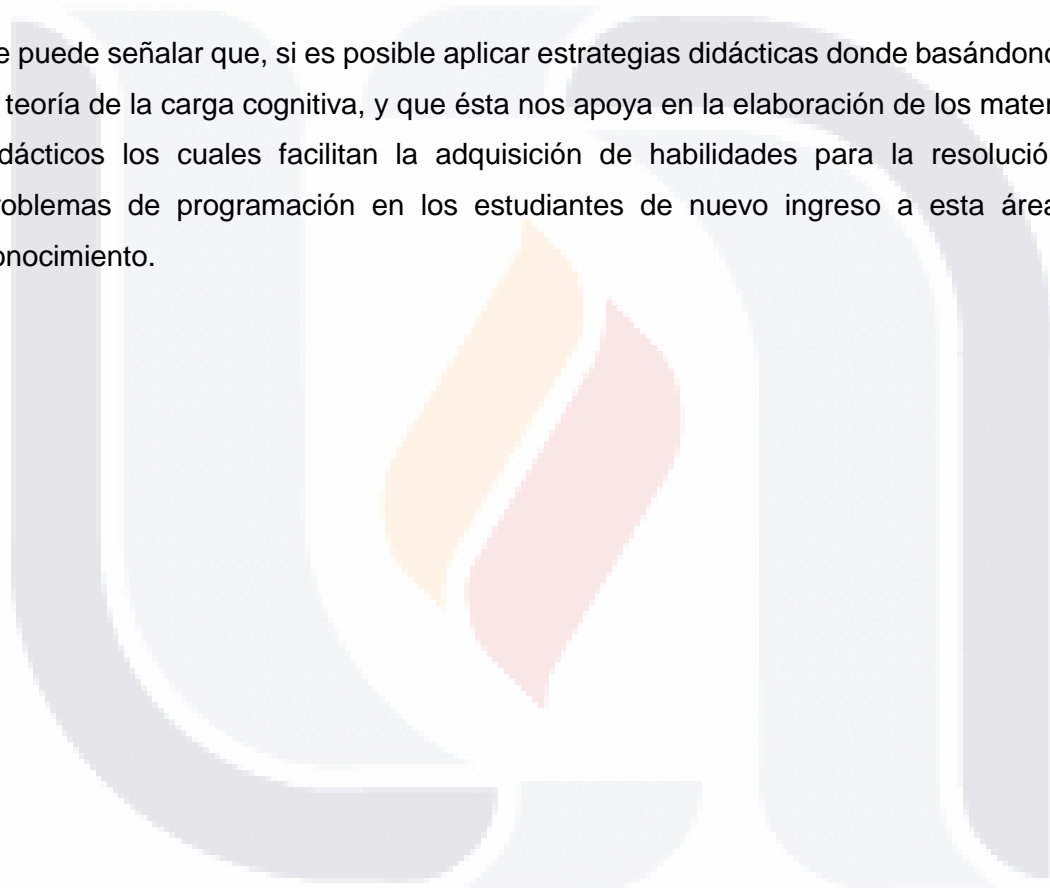 e puede señalar que, si es posible aplicar estrategias didácticas donde basándono
teoría de la carga cognitiva, y que ésta nos apoya en la elaboración de los mater
dácticos los cuales facilitan la adquisición de habilidades para la resolució
oblemas de programación en los estudiantes de nuevo ingreso a esta área
onocimiento.